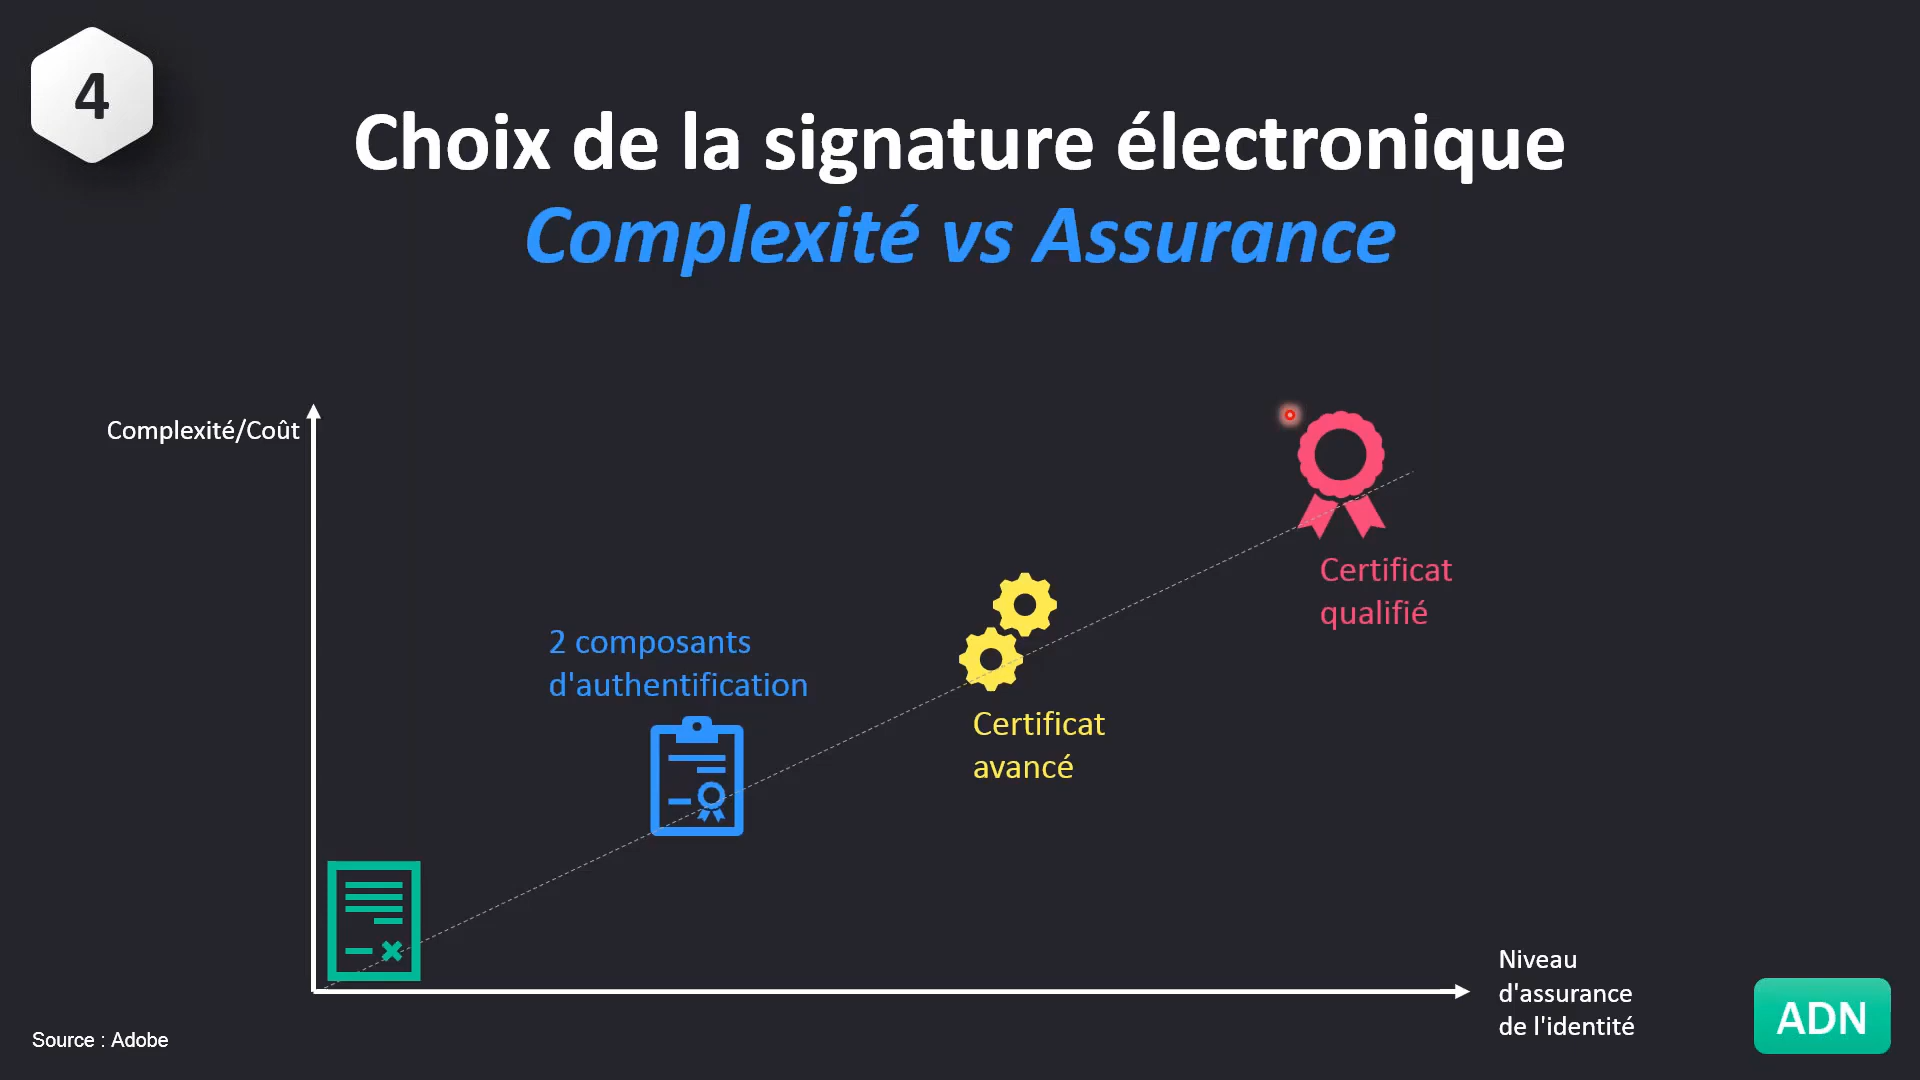 4
Choix de la signature électronique
Complexité vs Assurance
Complexité/Coût
2 composants
d'authentification
Certificat
avancé
Certificat
qualifié
Niveau
d'assurance
de l'identité
Source : Adobe
ADN